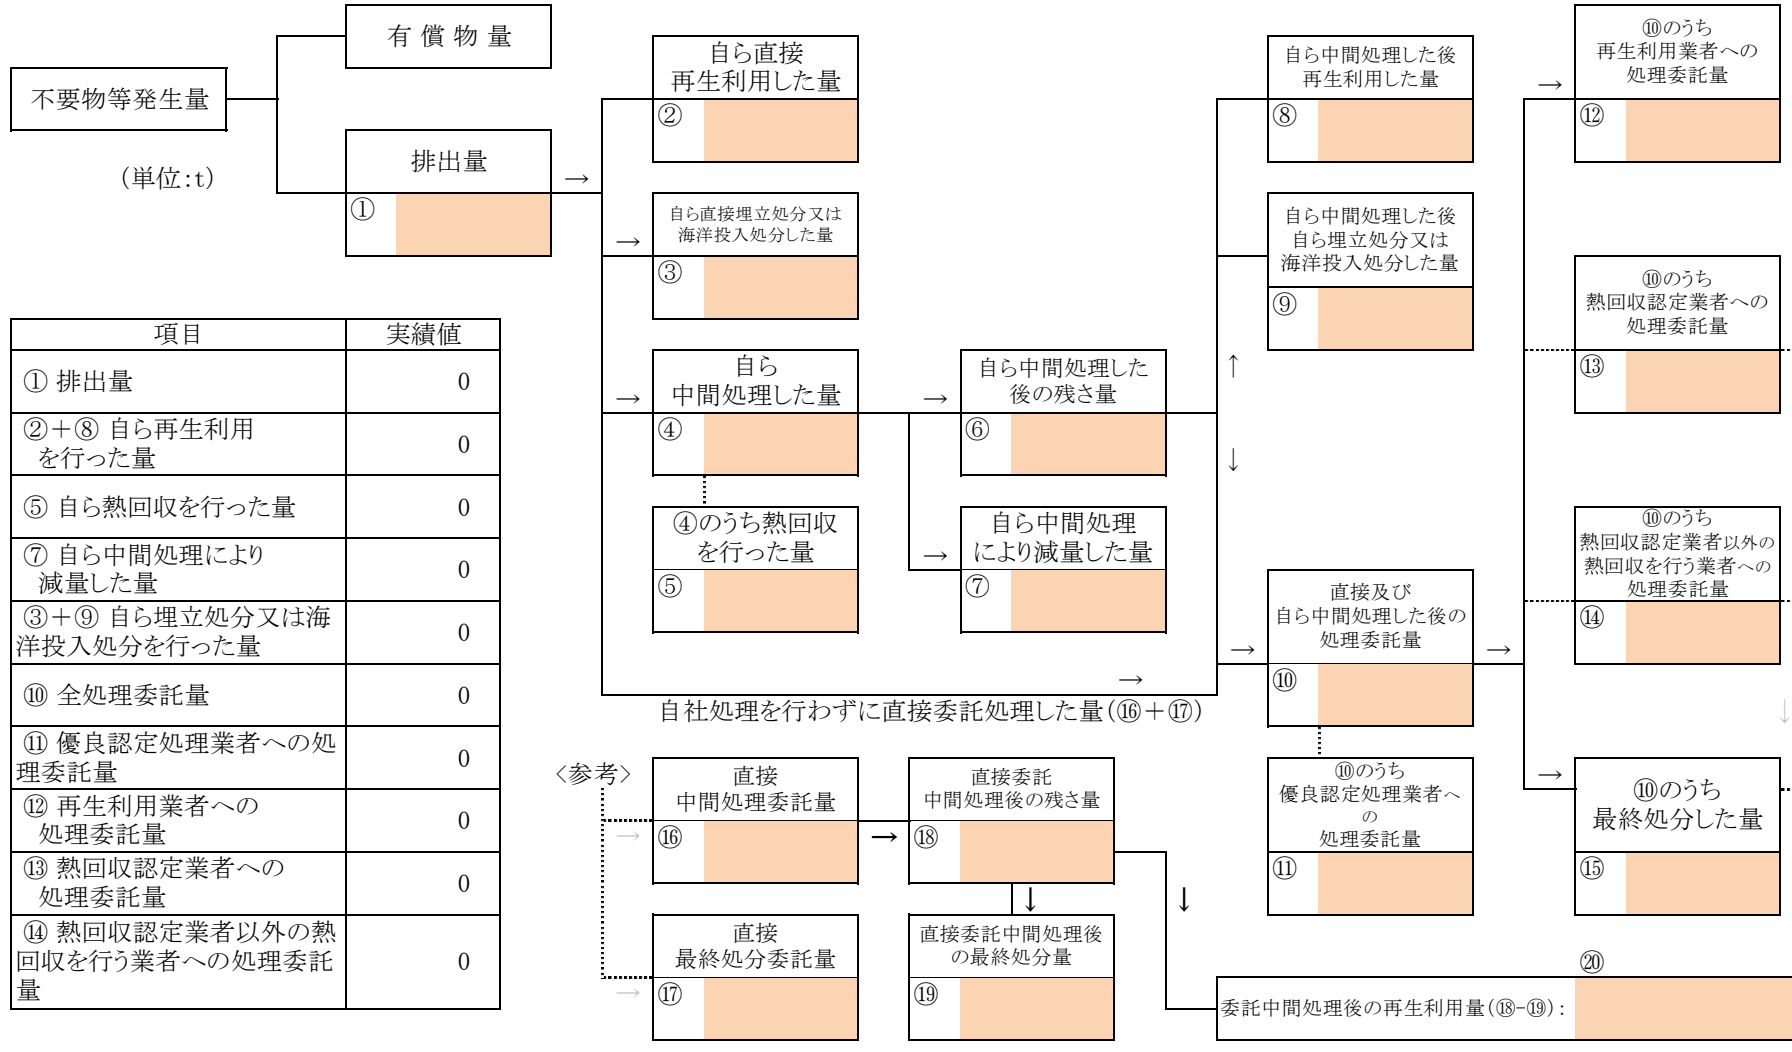 不要物等発生量
(単位:t)
有 償 物 量
排出量
①
→
自ら直接
再生利用した量
②
→
自ら直接埋立処分又は
海洋投入処分した量
③
→
自ら
中間処理した量
④
④のうち熱回収
を行った量
⑤
→
自ら中間処理した
後の残さ量
⑥
→
自ら中間処理
により減量した量
⑦
自ら中間処理した後
再生利用した量
⑧
自ら中間処理した後
自ら埋立処分又は
海洋投入処分した量
⑨
↑
↓
→
直接及び
自ら中間処理した後の
処理委託量
⑩
→
⑩のうち
優良認定処理業者へ
の
処理委託量
⑪
→
⑩のうち
再生利用業者への
処理委託量
⑫
⑩のうち
熱回収認定業者への
処理委託量
⑬
⑩のうち
熱回収認定業者以外の
熱回収を行う業者への
処理委託量
⑭
↓
→
⑩のうち
最終処分した量
⑮
→
自社処理を行わずに直接委託処理した量(⑯+⑰)
項目 実績値
① 排出量 0
②+⑧ 自ら再生利用
を行った量 0
⑤ 自ら熱回収を行った量 0
⑦ 自ら中間処理により
減量した量 0
③+⑨ 自ら埋立処分又は海
洋投入処分を行った量 0
⑩ 全処理委託量 0
⑪ 優良認定処理業者への処
理委託量 0
⑫ 再生利用業者への
処理委託量 0
⑬ 熱回収認定業者への
処理委託量 0
⑭ 熱回収認定業者以外の熱
回収を行う業者への処理委託
量 0
<参考>
→
直接
中間処理委託量
⑯
→
直接委託
中間処理後の残さ量
⑱
↓
↓
→
直接
最終処分委託量
⑰
直接委託中間処理後
の最終処分量
⑲
⑳
委託中間処理後の再生利用量(⑱-⑲):